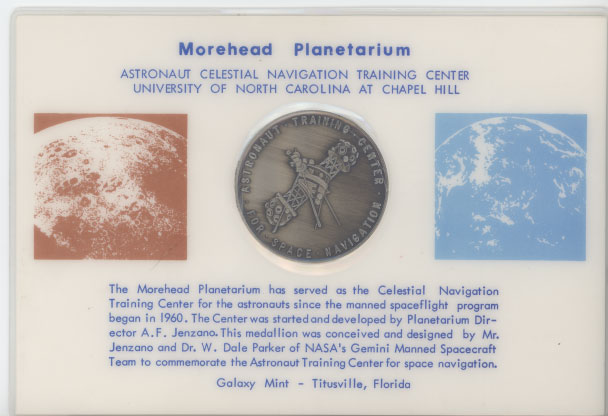 Morehead Planetarium
ASTRONAUT CELESTIAL NAVIGATION TRAINING CENTER
UNIVERSITY OF NORTH CAROLINA AT CHAPEL HILL
ASTRONAUT TRAINING CENTER
FOR SPACE NAVIGATION
The Morehead Planetarium has served as the Celestial Navigation
Training Center for the astronauts since the manned spaceflight program
began in 1960. The Center was started and developed by Planetarium Dir-
ector A.F. Jenzano. This medallion was conceived and designed by Mr.
Jenzano and Dr. W. Dale Parker of NASA's Gemini Manned Spacecraft
Team to commemorate the Astronaut Training Center for space navigation.
Galaxy Mint - Titusville, Florida